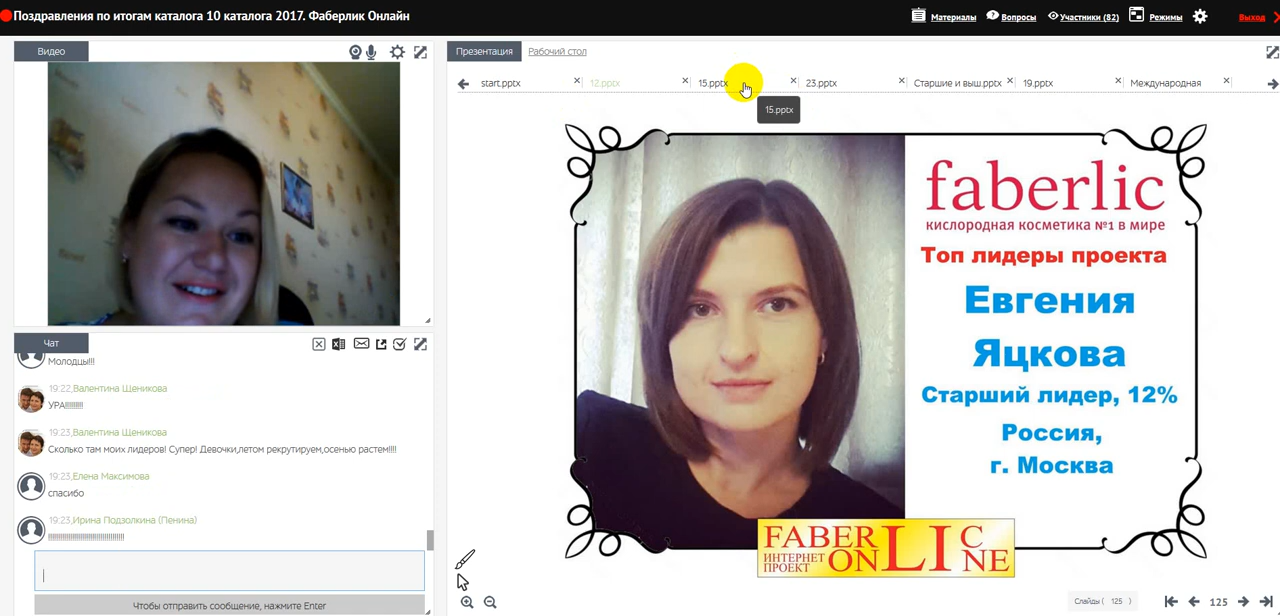 Поздравления по итогам каталога 10 каталога 2017. Фаберлик Онлайн
Материалы
Вопросы
Участники (82)
Режимы
Выход
Видео
Презентация
Рабочий стол
start.pptx
12.pptx
15.pptx
23.pptx
Старшие и выш.pptx
19.pptx
Международная
15.pptx
faberlic
кислородная косметика №1 в мире
Топ лидеры проекта
Евгения
Яцкова
Старший лидер, 12%
Россия,
г. Москва
FABERLIC
ИНТЕРНЕТ
ПРОЕКТ
ONLINE
Чат
Молодцы!!!
19:22,Валентина Щеникова
УРА!!!!!!!!!
19:23,Валентина Щеникова
Сколько там моих лидеров! Супер! Девочки,летом рекрутируем,осенью растем!!!!
19:23,Елена Максимова
спасибо
19:23,Ирина Подзолкина (Пенина)
!!!!!!!!!!!!!!!!!!!!!!!!!!!!!!!!!
Чтобы отправить сообщение, нажмите Enter
Слайды ( 125 )
125